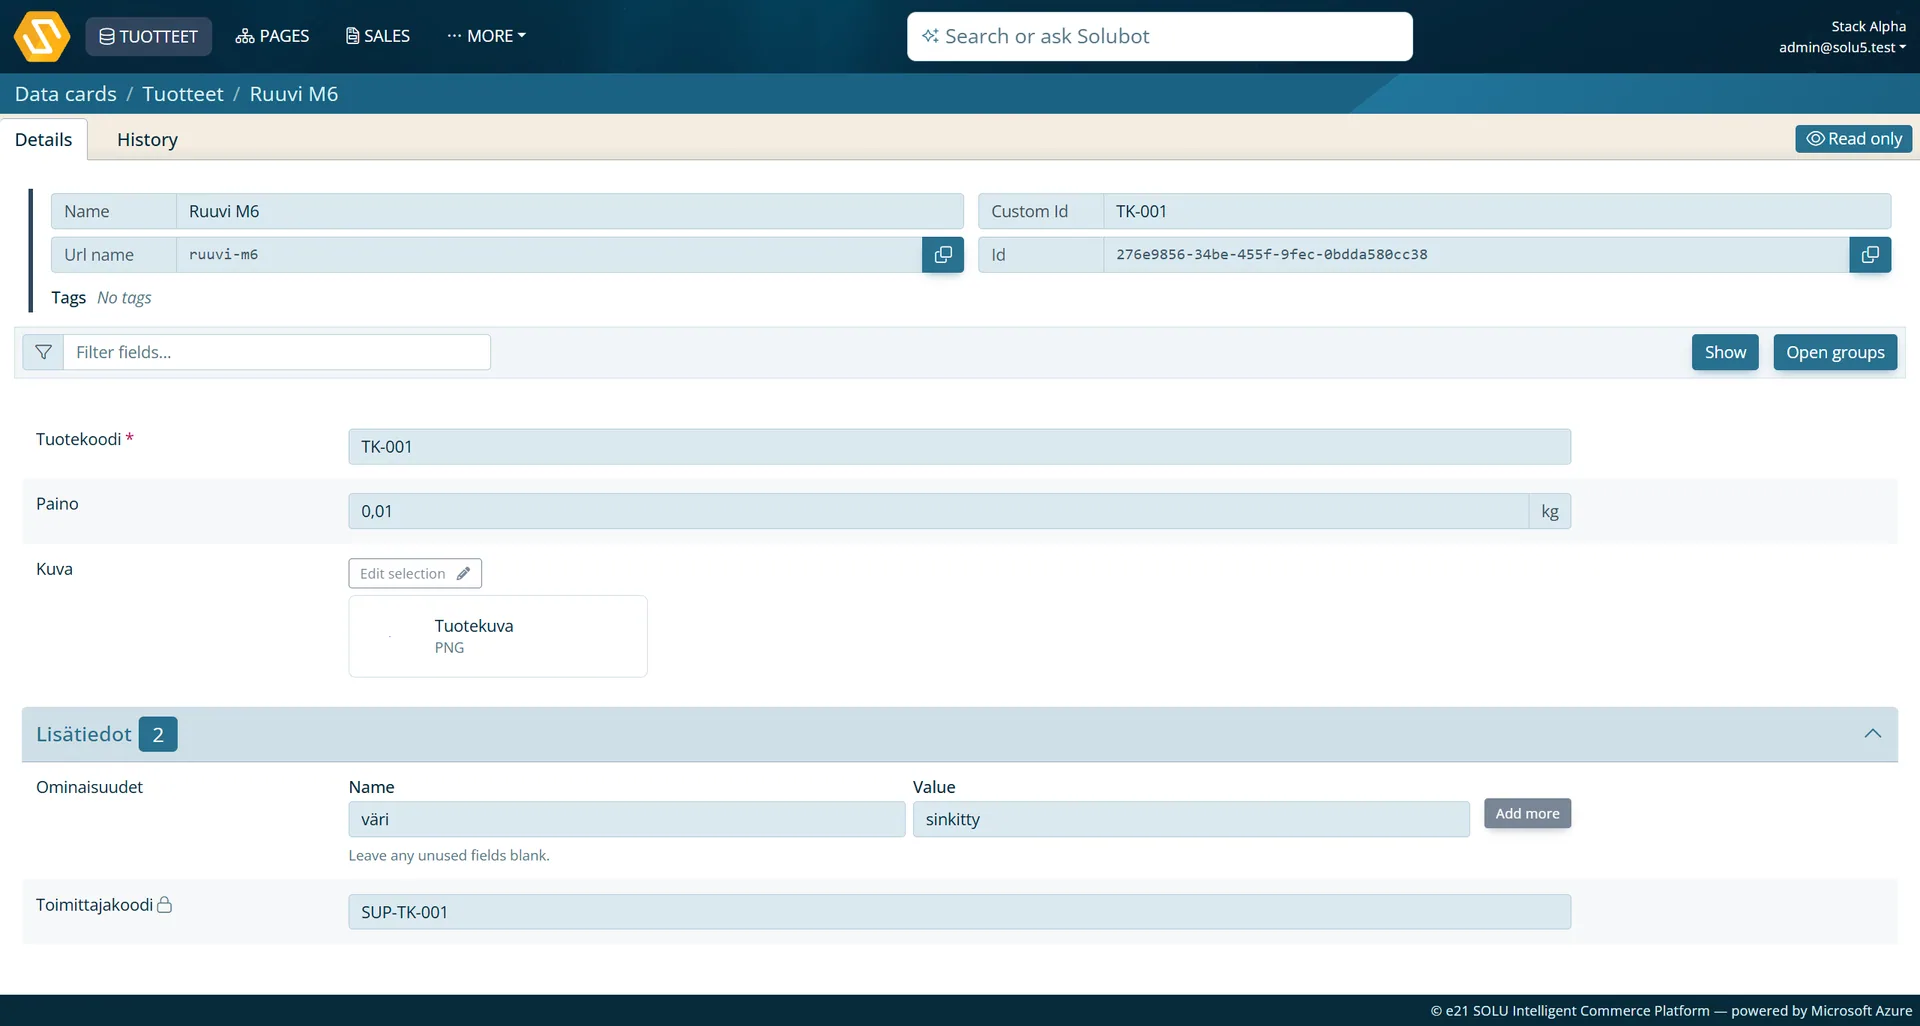 TUOTTEET
PAGES
SALES
MORE
Search or ask Solubot
Stack Alpha
admin@solu5.test
Data cards / Tuotteet / Ruuvi M6
Details
History
Read only
Name Ruuvi M6
Custom Id TK-001
Url name ruuvi-m6
Id 276e9856-34be-455f-9fec-0bdda580cc38
Tags No tags
Filter fields...
Show
Open groups
Tuotekoodi *
TK-001
Paino
0,01 kg
Kuva
Edit selection
Tuotekuva
PNG
Lisätiedot 2
Ominaisuudet
Name
Value
väri
sinkitty
Add more
Leave any unused fields blank.
Toimittajakoodi
SUP-TK-001
© e21 SOLU Intelligent Commerce Platform — powered by Microsoft Azure